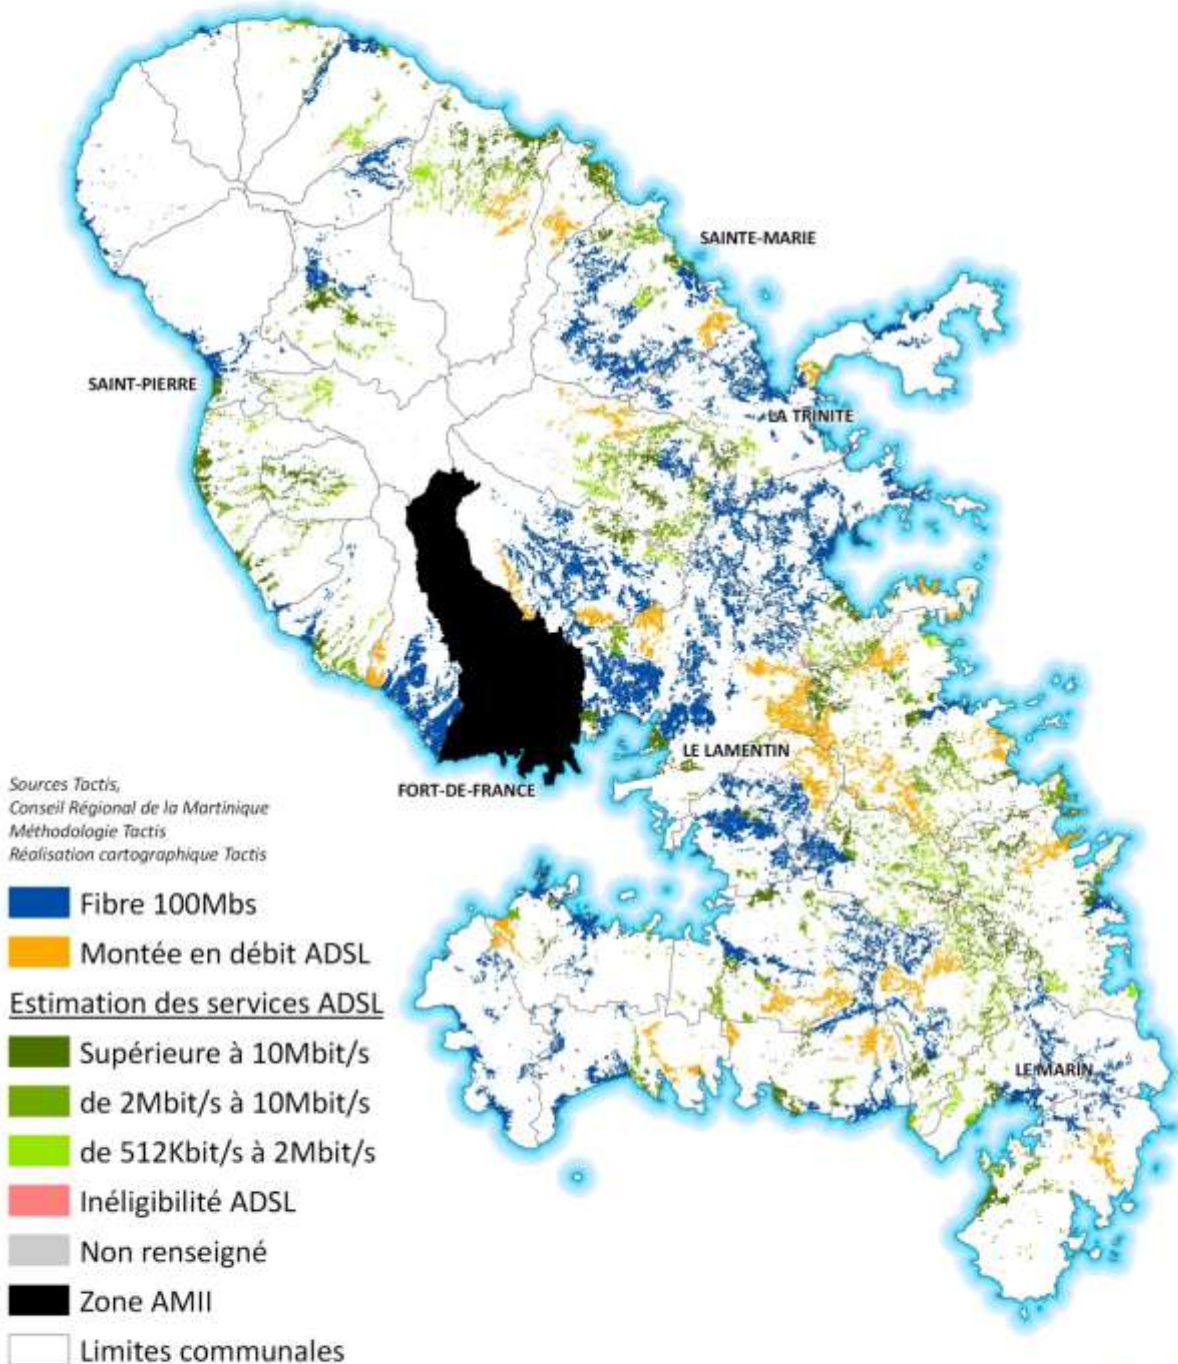 SAINTE-MARIE
SAINT-PIERRE
LA TRINITE
LE LAMENTIN
FORT-DE-FRANCE
LE MARIN
Sources Tactis,
Conseil Régional de la Martinique
Méthodologie Tactis
Réalisation cartographique Tactis
Fibre 100Mbs
Montée en débit ADSL
Estimation des services ADSL
Supérieure à 10Mbit/s
de 2Mbit/s à 10Mbit/s
de 512Kbit/s à 2Mbit/s
Inéligibilité ADSL
Non renseigné
Zone AMII
Limites communales